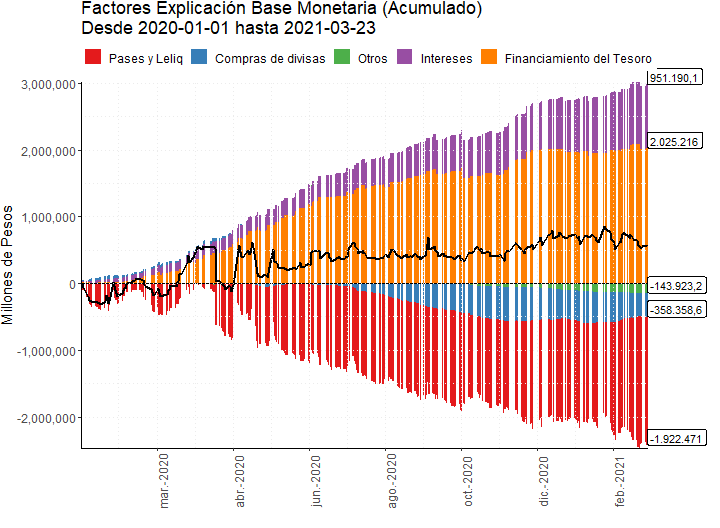 Factores Explicación Base Monetaria (Acumulado)
Desde 2020-01-01 hasta 2021-03-23
Pases y Leliq Compras de divisas Otros Intereses Financiamiento del Tesoro
Millones de Pesos
3,000,000
2,000,000
1,000,000
0
-1,000,000
-2,000,000
951.190,1
2.025.216
-143.923,2
-358.358,6
-1.922.471
mar.-2020
abr.-2020
jun.-2020
ago.-2020
oct.-2020
dic.-2020
feb.-2021